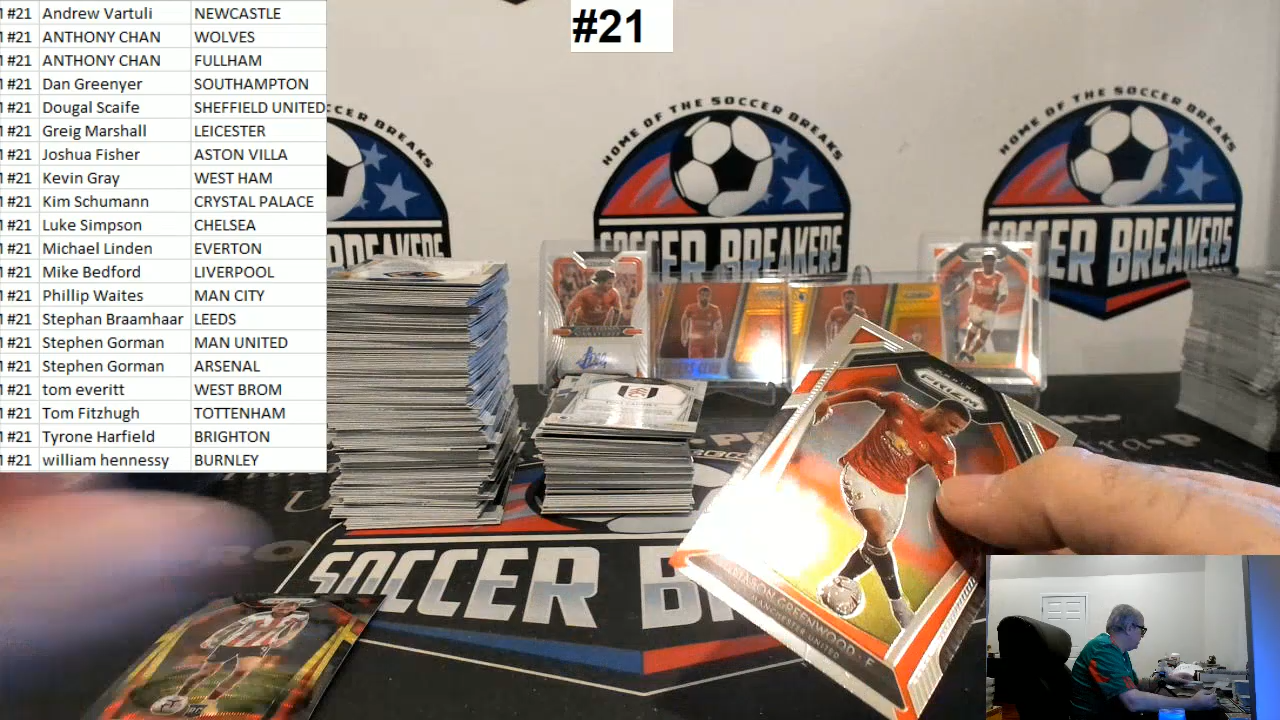 #21 Andrew Vartuli NEWCASTLE
#21 ANTHONY CHAN WOLVES
#21 ANTHONY CHAN FULLHAM
#21 Dan Greenyer SOUTHAMPTON
#21 Dougal Scaife SHEFFIELD UNITED
#21 Greig Marshall LEICESTER
#21 Joshua Fisher ASTON VILLA
#21 Kevin Gray WEST HAM
#21 Kim Schumann CRYSTAL PALACE
#21 Luke Simpson CHELSEA
#21 Michael Linden EVERTON
#21 Mike Bedford LIVERPOOL
#21 Phillip Waites MAN CITY
#21 Stephan Braamhaar LEEDS
#21 Stephen Gorman MAN UNITED
#21 Stephen Gorman ARSENAL
#21 tom everitt WEST BROM
#21 Tom Fitzhugh TOTTENHAM
#21 Tyrone Harfield BRIGHTON
#21 william hennessy BURNLEY
#21
BREAKS
BREAKERS
HOME OF THE SOCCER BREAKS
SOCCER BREAKERS
HOME OF THE SOCCER BREAKS
SOCCER BREAKERS
PRIZM
MASON GREENWOOD - F
MANCHESTER UNITED
SOCCER